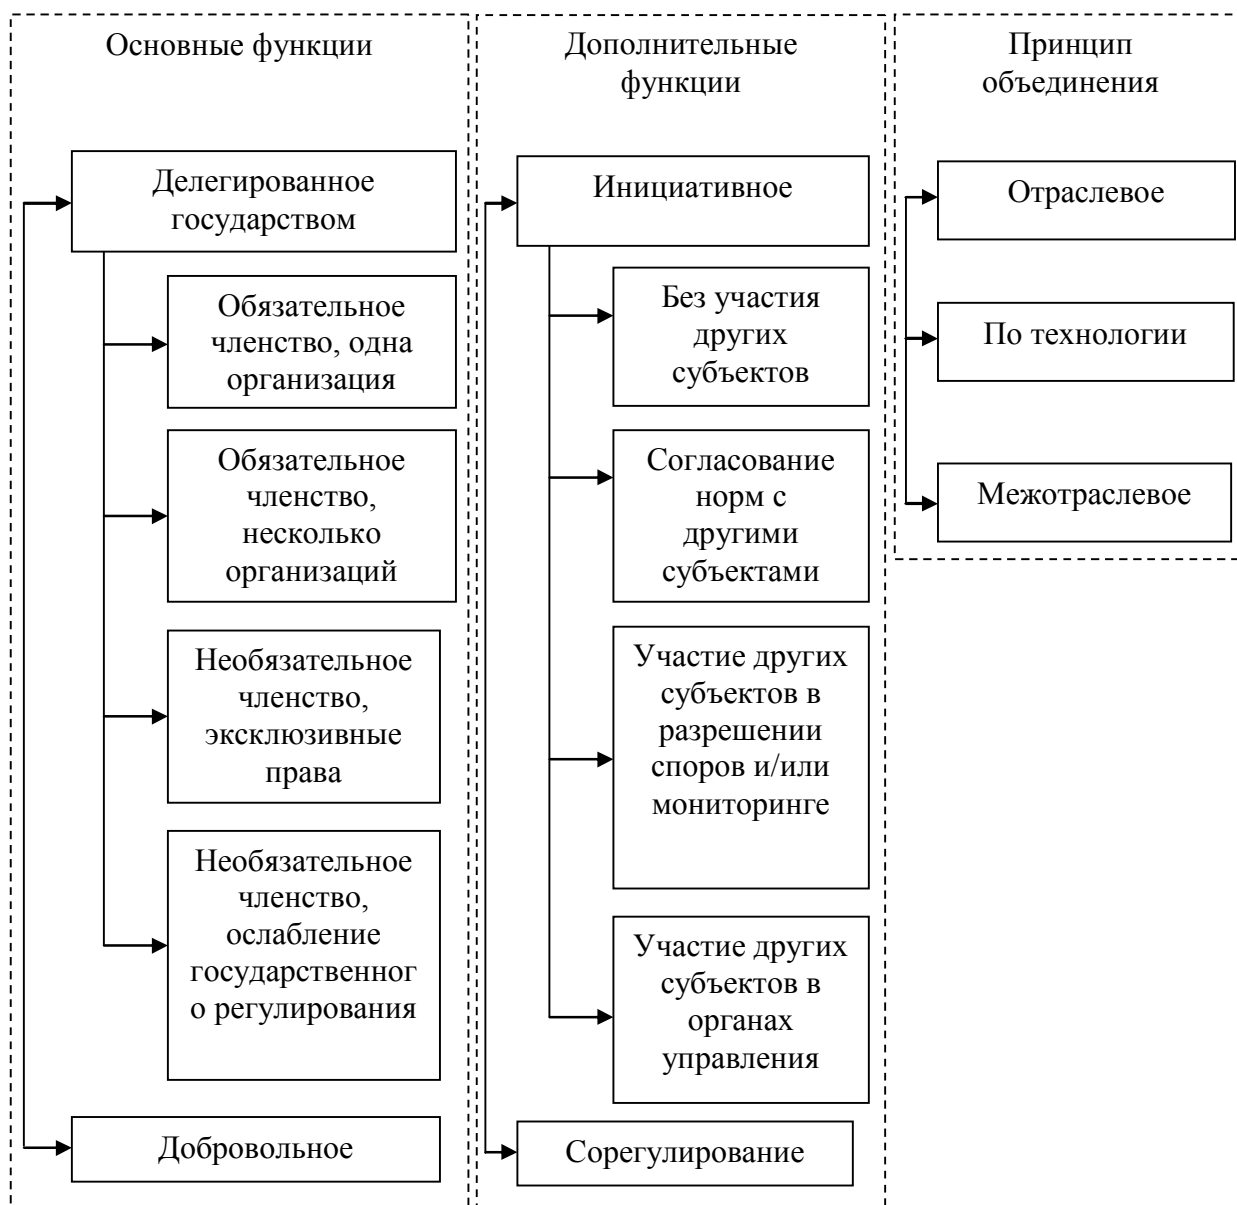 Основные функции
Делегированное
государством
Обязательное
членство, одна
организация
Обязательное
членство,
несколько
организаций
Необязательное
членство,
эксклюзивные
права
Необязательное
членство,
ослабление
государственног
о регулирования
Добровольное
Дополнительные
функции
Инициативное
Без участия
других
субъектов
Согласование
норм с
другими
субъектами
Участие других
субъектов в
разрешении
споров и/или
мониторинге
Участие других
субъектов в
органах
управления
Сорегулирование
Принцип
объединения
Отраслевое
По технологии
Межотраслевое